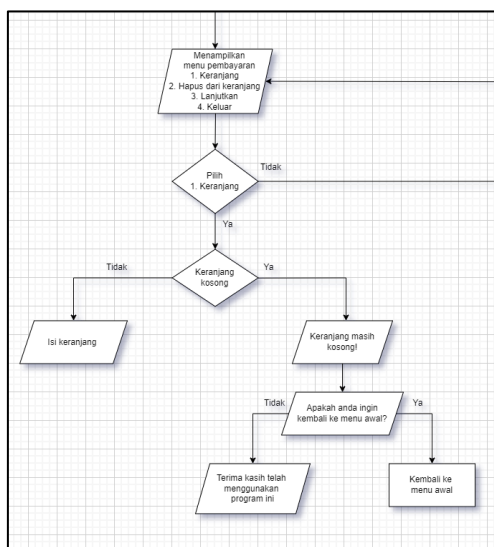 Menampilkan
menu pembayaran
1. Keranjang
2. Hapus dari keranjang
3. Lanjutkan
4. Keluar
Pilih
1. Keranjang
Tidak
Ya
Keranjang
kosong
Tidak
Ya
Isi keranjang
Keranjang masih
kosong!
Apakah anda ingin
kembali ke menu awal?
Tidak
Ya
Terima kasih telah
menggunakan
program ini
Kembali ke
menu awal